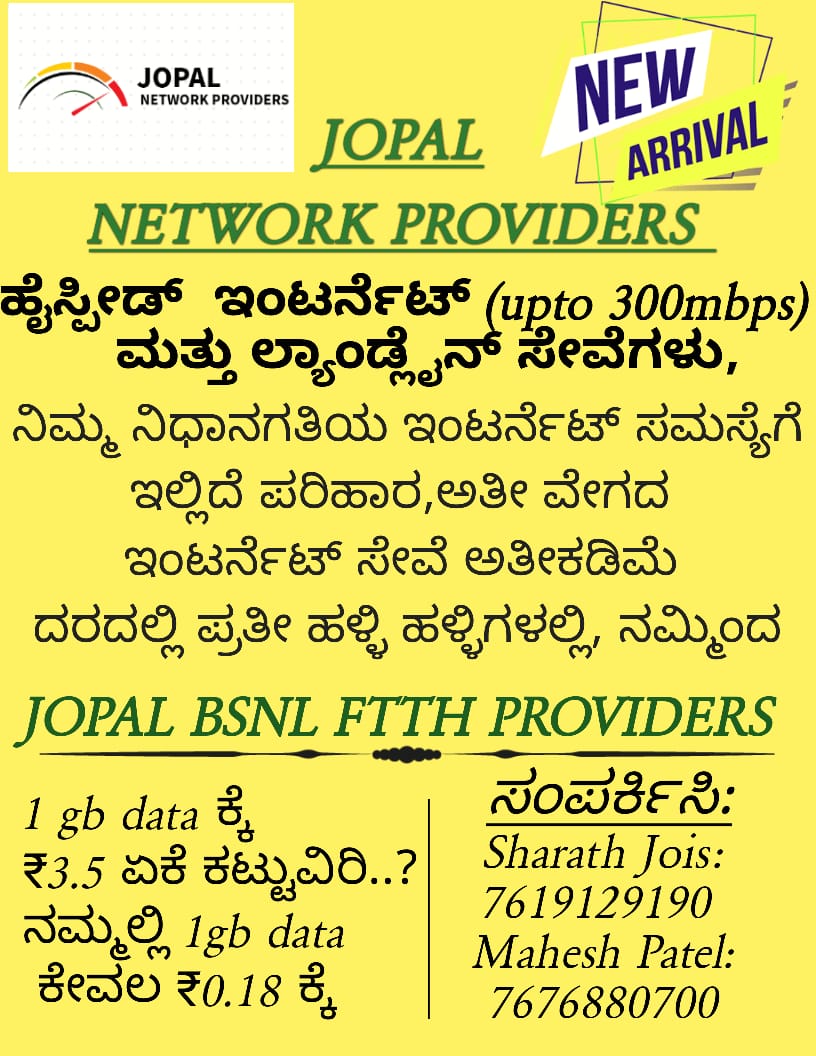 JOPAL
NETWORK PROVIDERS
NEW
ARRIVAL
JOPAL
NETWORK PROVIDERS
ಹೈಸ್ಪೀಡ್ ಇಂಟರ್ನೆಟ್ (upto 300mbps)
ಮತ್ತು ಲ್ಯಾಂಡ್ಲೈನ್ ಸೇವೆಗಳು,
ನಿಮ್ಮ ನಿಧಾನಗತಿಯ ಇಂಟರ್ನೆಟ್ ಸಮಸ್ಯೆಗೆ
ಇಲ್ಲಿದೆ ಪರಿಹಾರ,ಅತೀ ವೇಗದ
ಇಂಟರ್ನೆಟ್ ಸೇವೆ ಅತೀಕಡಿಮೆ
ದರದಲ್ಲಿ ಪ್ರತೀ ಹಳ್ಳಿ ಹಳ್ಳಿಗಳಲ್ಲಿ, ನಮ್ಮಿಂದ
JOPAL BSNL FTTH PROVIDERS
1 gb data ಕ್ಕೆ
₹3.5 ಏಕೆ ಕಟ್ಟುವಿರಿ..?
ನಮ್ಮಲ್ಲಿ 1gb data
ಕೇವಲ ₹0.18 ಕ್ಕೆ
ಸಂಪರ್ಕಿಸಿ:
Sharath Jois:
7619129190
Mahesh Patel:
7676880700